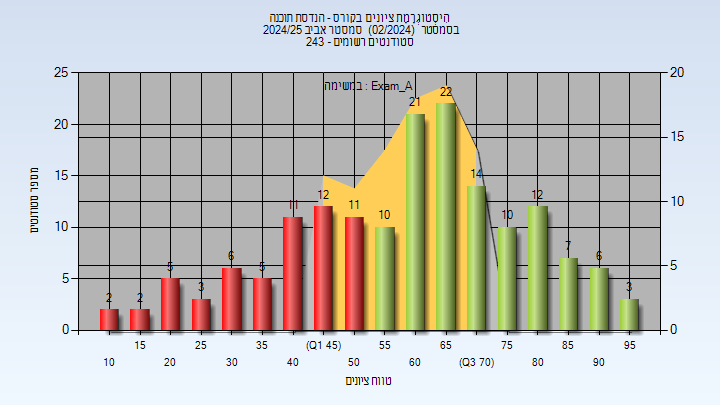 היסטוגרמת ציונים בקורס - הנדסת תוכנה
בסמסטר (02/2024) סמסטר אביב 2024/25
סטודנטים רשומים - 243
במשימה : Exam_A
25 20 15 10 5 0
מספר סטודנטים
20 15 10 5 0
2 2 5 3 6 5 11 12 11 10 21 22 14 10 12 7 6 3
10 15 20 25 30 35 40 (Q1 45) 50 55 60 65 (Q3 70) 75 80 85 90 95
טווח ציונים